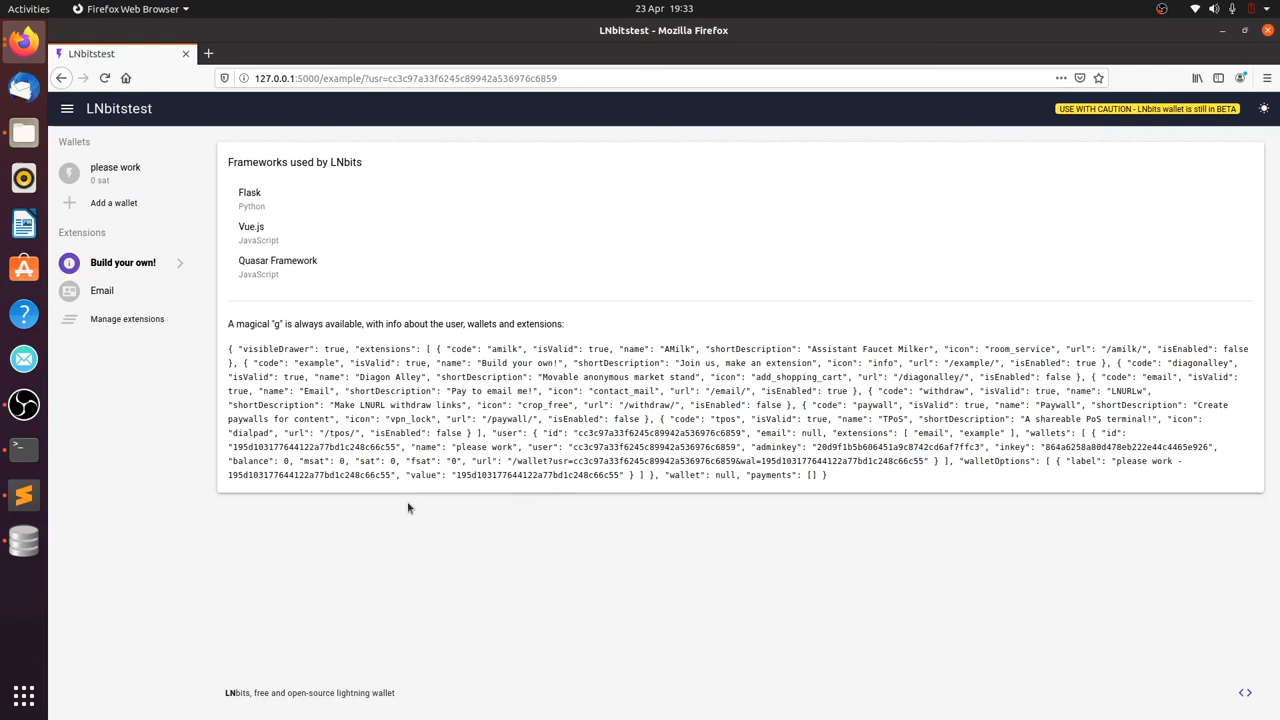 Activities
Firefox Web Browser
23 Apr 19:33
LNbitstest - Mozilla Firefox
LNbitstest
127.0.0.1:5000/example/?usr=cc3c97a33f6245c89942a536976c6859
LNbitstest
USE WITH CAUTION - LNbits wallet is still in BETA
Wallets
please work
0 sat
Add a wallet
Extensions
Build your own!
Email
Manage extensions
Frameworks used by LNbits
Flask
Python
Vue.js
JavaScript
Quasar Framework
JavaScript
A magical "g" is always available, with info about the user, wallets and extensions:
{ "visibleDrawer": true, "extensions": [ { "code": "amilk", "isValid": true, "name": "AMilk", "shortDescription": "Assistant Faucet Milker", "icon": "room_service", "url": "/amilk/", "isEnabled": false
}, { "code": "example", "isValid": true, "name": "Build your own!", "shortDescription": "Join us, make an extension", "icon": "info", "url": "/example/", "isEnabled": true }, { "code": "diagonalley",
"isValid": true, "name": "Diagon Alley", "shortDescription": "Movable anonymous market stand", "icon": "add_shopping_cart", "url": "/diagonalley/", "isEnabled": false }, { "code": "email", "isValid":
true, "name": "Email", "shortDescription": "Pay to email me!", "icon": "contact_mail", "url": "/email/", "isEnabled": true }, { "code": "withdraw", "isValid": true, "name": "LNURLw",
"shortDescription": "Make LNURL withdraw links", "icon": "crop_free", "url": "/withdraw/", "isEnabled": false }, { "code": "paywall", "isValid": true, "name": "Paywall", "shortDescription": "Create
paywalls for content", "icon": "vpn_lock", "url": "/paywall/", "isEnabled": false }, { "code": "tpos", "isValid": true, "name": "TPoS", "shortDescription": "A shareable PoS terminal!", "icon":
"dialpad", "url": "/tpos/", "isEnabled": false } ], "user": { "id": "cc3c97a33f6245c89942a536976c6859", "email": null, "extensions": [ "email", "example" ], "wallets": [ { "id":
"195d103177644122a77bd1c248c66c55", "name": "please work", "user": "cc3c97a33f6245c89942a536976c6859", "adminkey": "20d9f1b5b606451a9c8742cd6af7ffc3", "inkey": "864a6258a80d478eb222e44c4465e926",
"balance": 0, "msat": 0, "sat": 0, "fsat": "0", "url": "/wallet?usr=cc3c97a33f6245c89942a536976c6859&wal=195d103177644122a77bd1c248c66c55" } ], "walletOptions": [ { "label": "please work -
195d103177644122a77bd1c248c66c55", "value": "195d103177644122a77bd1c248c66c55" } ] }, "wallet": null, "payments": [] }
LNbits, free and open-source lightning wallet